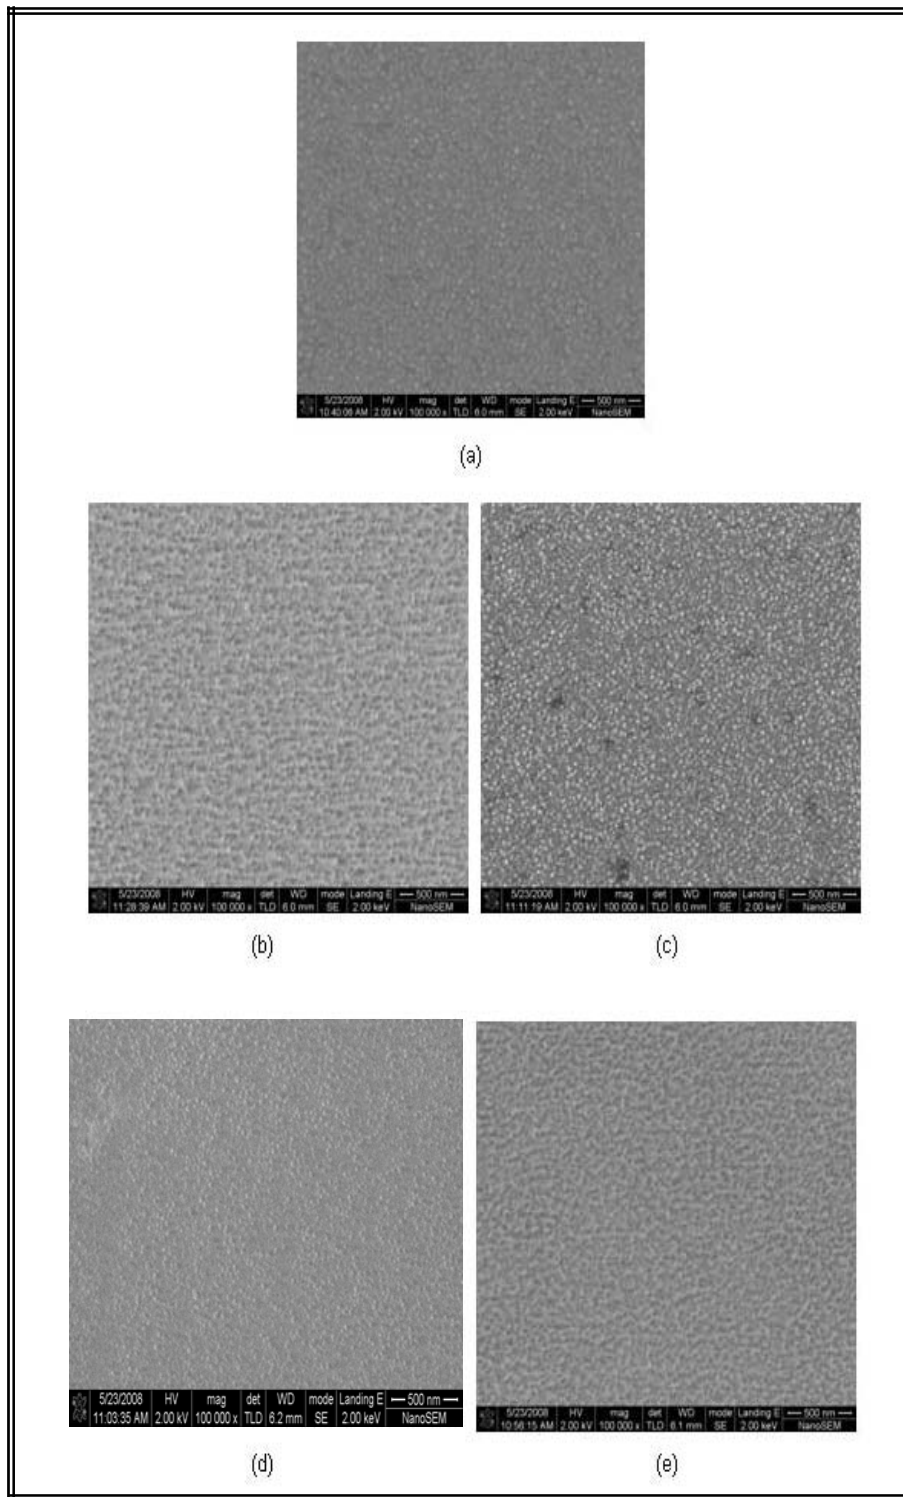 5/23/2008 HV mag det WD mode Landing E 500 nm
10:40:06 AM 2.00 kV 100 000 x TLD 6.0 mm SE 2.00 keV NanoSEM
(a)
5/23/2008 HV mag det WD mode Landing E 500 nm
11:28:39 AM 2.00 kV 100 000 x TLD 6.0 mm SE 2.00 keV NanoSEM
5/23/2008 HV mag det WD mode Landing E 500 nm
11:11:19 AM 2.00 kV 100 000 x TLD 6.0 mm SE 2.00 keV NanoSEM
(b)
(c)
5/23/2008 HV mag det WD mode Landing E 500 nm
11:03:35 AM 2.00 kV 100 000 x TLD 6.2 mm SE 2.00 keV NanoSEM
5/23/2008 HV mag det WD mode Landing E 500 nm
10:56:15 AM 2.00 kV 100 000 x TLD 6.1 mm SE 2.00 keV NanoSEM
(d)
(e)